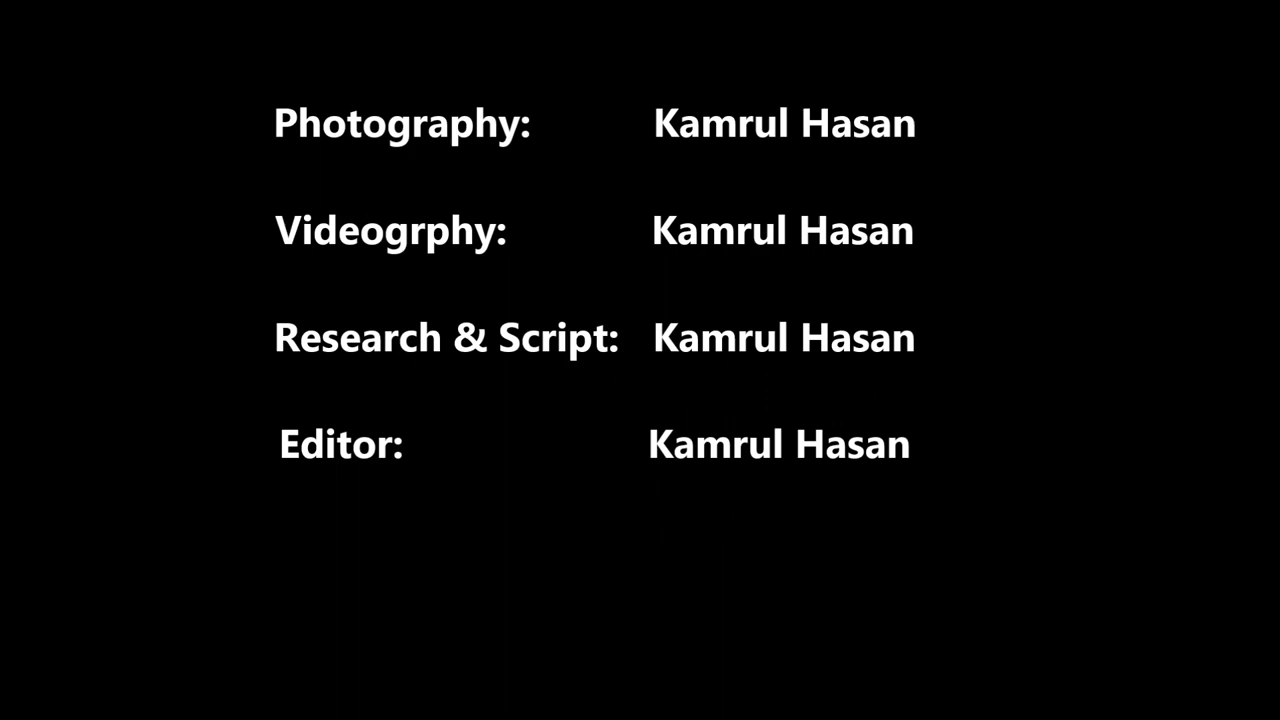 Photography: Kamrul Hasan
Videogrphy: Kamrul Hasan
Research & Script: Kamrul Hasan
Editor: Kamrul Hasan